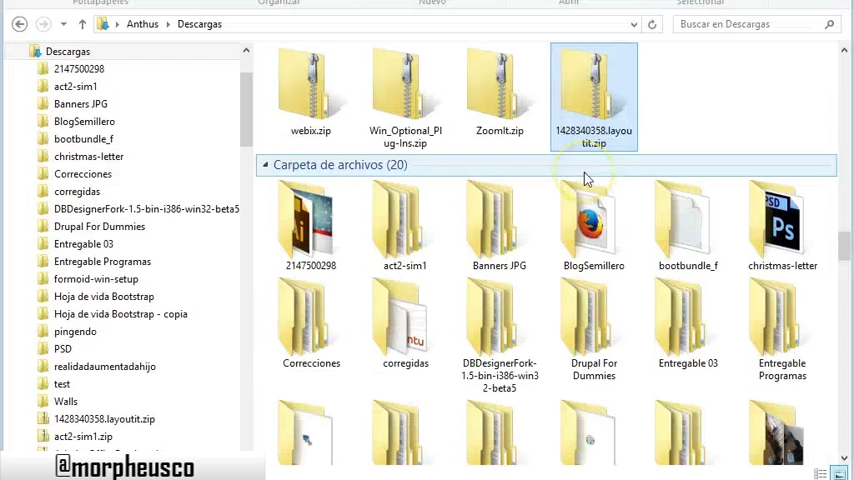 Portapapeles
Organizar
Nuevo
Abrir
Seleccionar
Anthus
Descargas
Buscar en Descargas
Descargas
2147500298
act2-sim1
Banners JPG
BlogSemillero
bootbundle_f
christmas-letter
Correcciones
corregidas
DBDesignerFork-1.5-bin-i386-win32-beta5
Drupal For Dummies
Entregable 03
Entregable Programas
formoid-win-setup
Hoja de vida Bootstrap
Hoja de vida Bootstrap - copia
pingendo
PSD
realidadaumentadahijo
test
Walls
1428340358.layoutit.zip
act2-sim1.zip
webix.zip
Win_Optional_Pl
ug-Ins.zip
ZoomIt.zip
1428340358.layou
tit.zip
Carpeta de archivos (20)
2147500298
act2-sim1
Banners JPG
BlogSemillero
bootbundle_f
PSD
Ps
christmas-letter
Correcciones
corregidas
DBDesignerFork-
1.5-bin-i386-win3
2-beta5
Drupal For
Dummies
Entregable 03
Entregable
Programas
@morpheusco